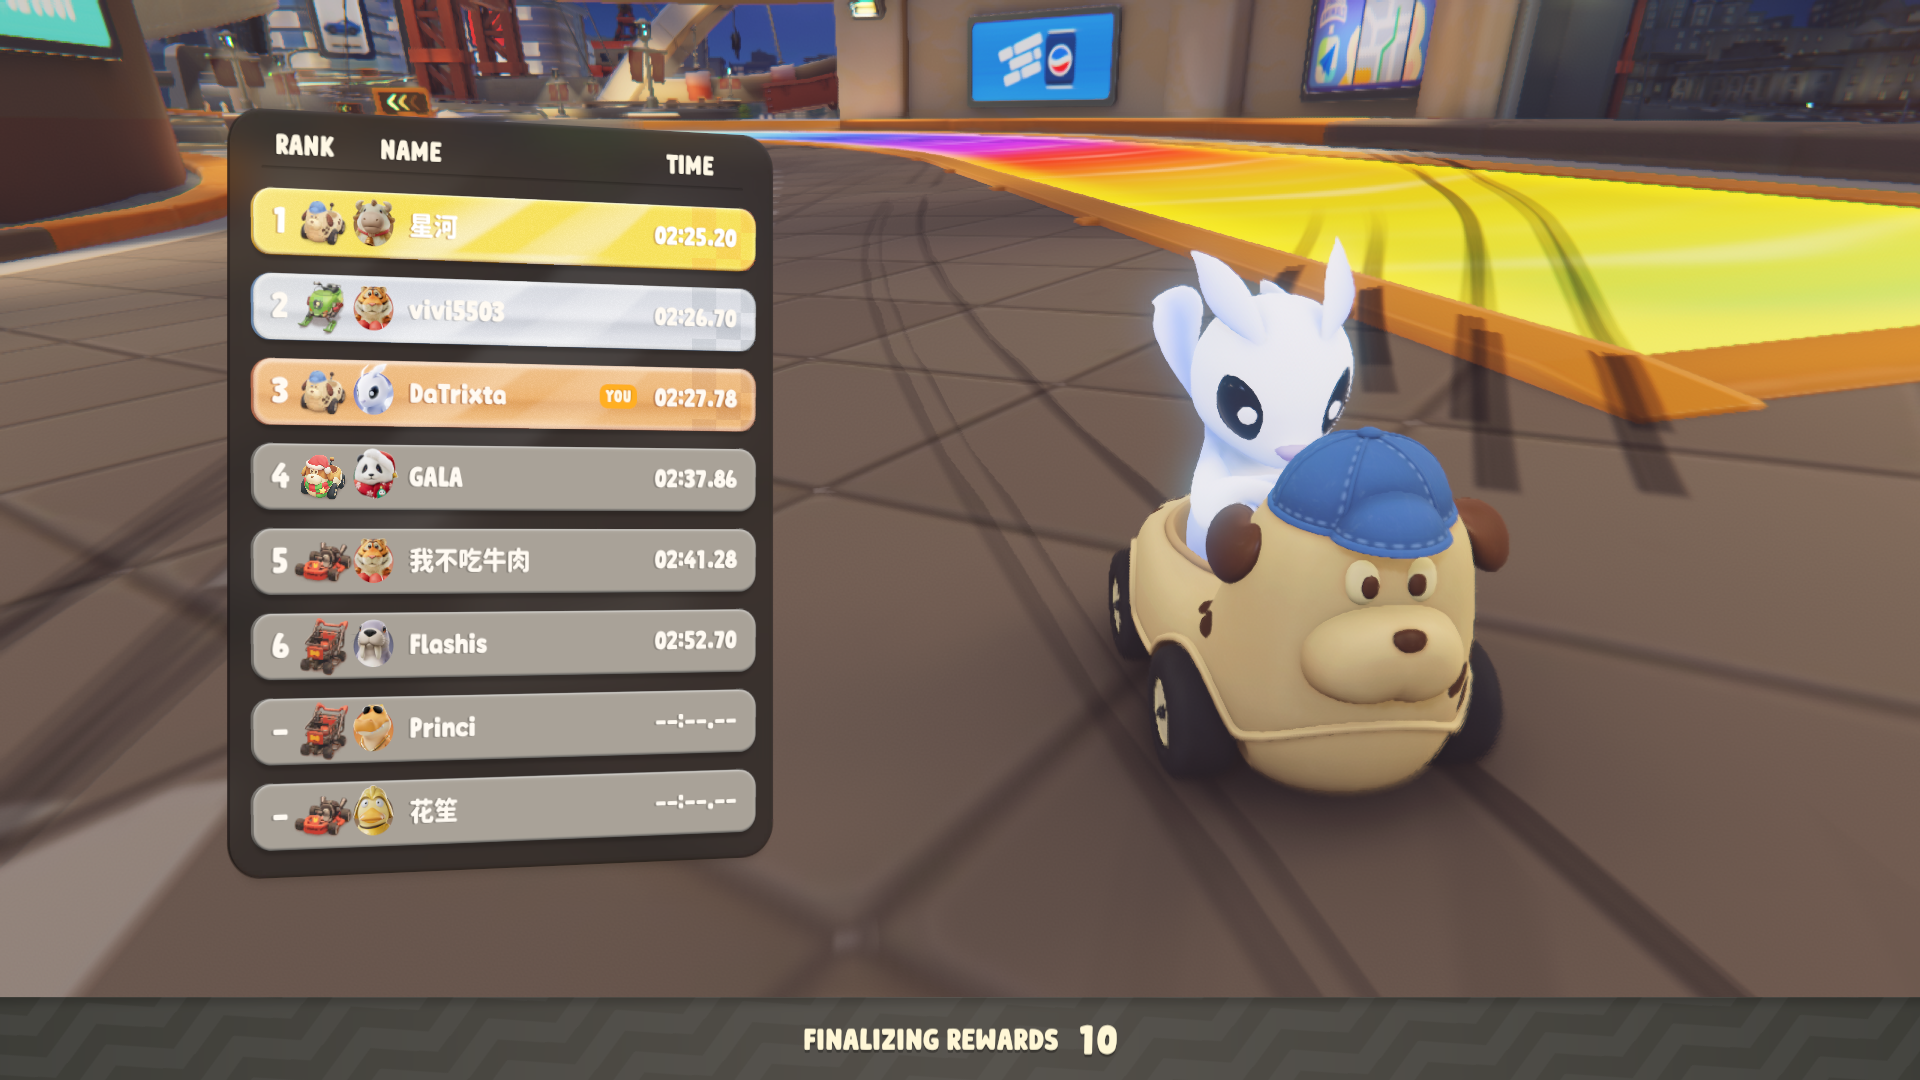 RANK NAME TIME
1 星河 02:25.20
2 vivi5503 02:26.70
3 DaTrixta YOU 02:27.78
4 GALA 02:37.86
5 我不吃牛肉 02:41.28
6 Flashis 02:52.70
- Princi --:--.--
- 花笙 --:--.--
FINALIZING REWARDS 10